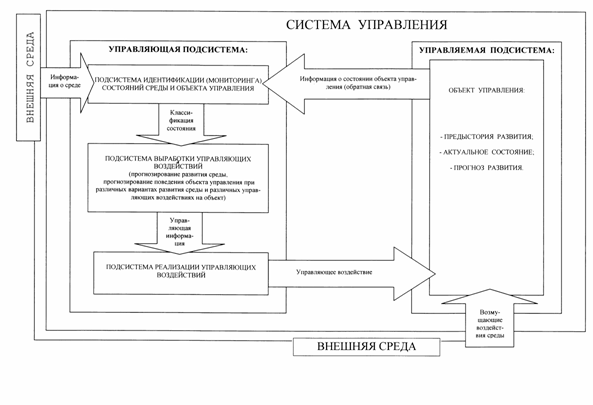 СИСТЕМА УПРАВЛЕНИЯ
ВНЕШНЯЯ СРЕДА
УПРАВЛЯЮЩАЯ ПОДСИСТЕМА:
Информа-
ция
о среде
ПОДСИСТЕМА ИДЕНТИФИКАЦИИ (МОНИТОРИНГА)
СОСТОЯНИЙ СРЕДЫ И ОБЪЕКТА УПРАВЛЕНИЯ
Класси-
фикация
состояния
ПОДСИСТЕМА ВЫРАБОТКИ УПРАВЛЯЮЩИХ
ВОЗДЕЙСТВИЙ
(прогнозирование развития среды,
прогнозирование поведения объекта управления при
различных вариантах развития среды и различных управ-
ляющих воздействиях на объект)
Управ-
ляющая
информация
ПОДСИСТЕМА РЕАЛИЗАЦИИ УПРАВЛЯЮЩИХ
ВОЗДЕЙСТВИЙ
Информация о состоянии объекта управ-
ления (обратная связь)
Управляющее воздействие
УПРАВЛЯЕМАЯ ПОДСИСТЕМА:
ОБЪЕКТ УПРАВЛЕНИЯ:
- ПРЕДЫСТОРИЯ РАЗВИТИЯ;
- АКТУАЛЬНОЕ СОСТОЯНИЕ;
- ПРОГНОЗ РАЗВИТИЯ.
Возму-
щающие
воздейст-
вия среды
ВНЕШНЯЯ СРЕДА